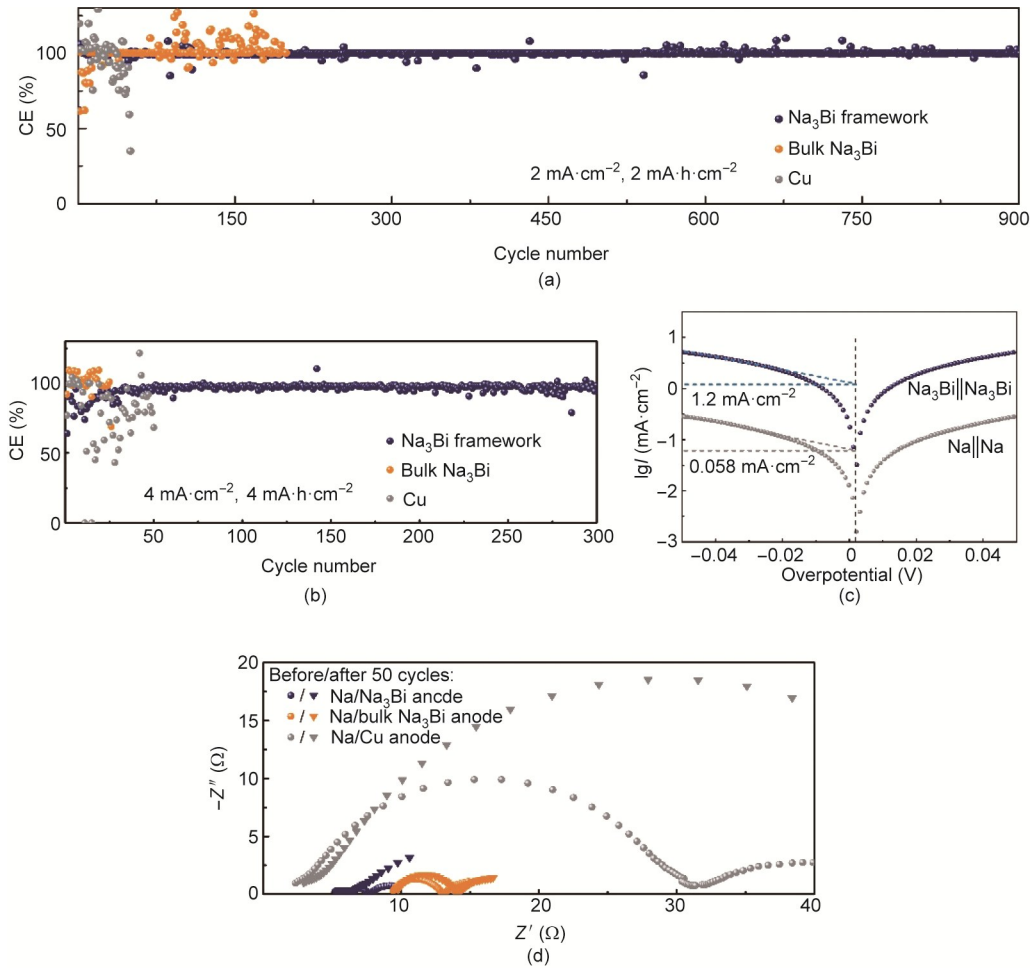 100
50
0
CE (%)
Na₃Bi framework
Bulk Na₃Bi
Cu
2 mA·cm⁻², 2 mA·h·cm⁻²
150 300 450 600 750 900
Cycle number
(a)
100
50
0
CE (%)
Na₃Bi framework
Bulk Na₃Bi
Cu
4 mA·cm⁻², 4 mA·h·cm⁻²
50 100 150 200 250 300
Cycle number
(b)
1
0
−1
−2
−3
lgI (mA·cm⁻²)
Na₃Bi||Na₃Bi
1.2 mA·cm⁻²
Na||Na
0.058 mA·cm⁻²
−0.04 −0.02 0 0.02 0.04
Overpotential (V)
(c)
20
15
10
5
0
−Z″ (Ω)
Before/after 50 cycles:
/ Na/Na₃Bi ancde
/ Na/bulk Na₃Bi anode
/ Na/Cu anode
10 20 30 40
Z′ (Ω)
(d)